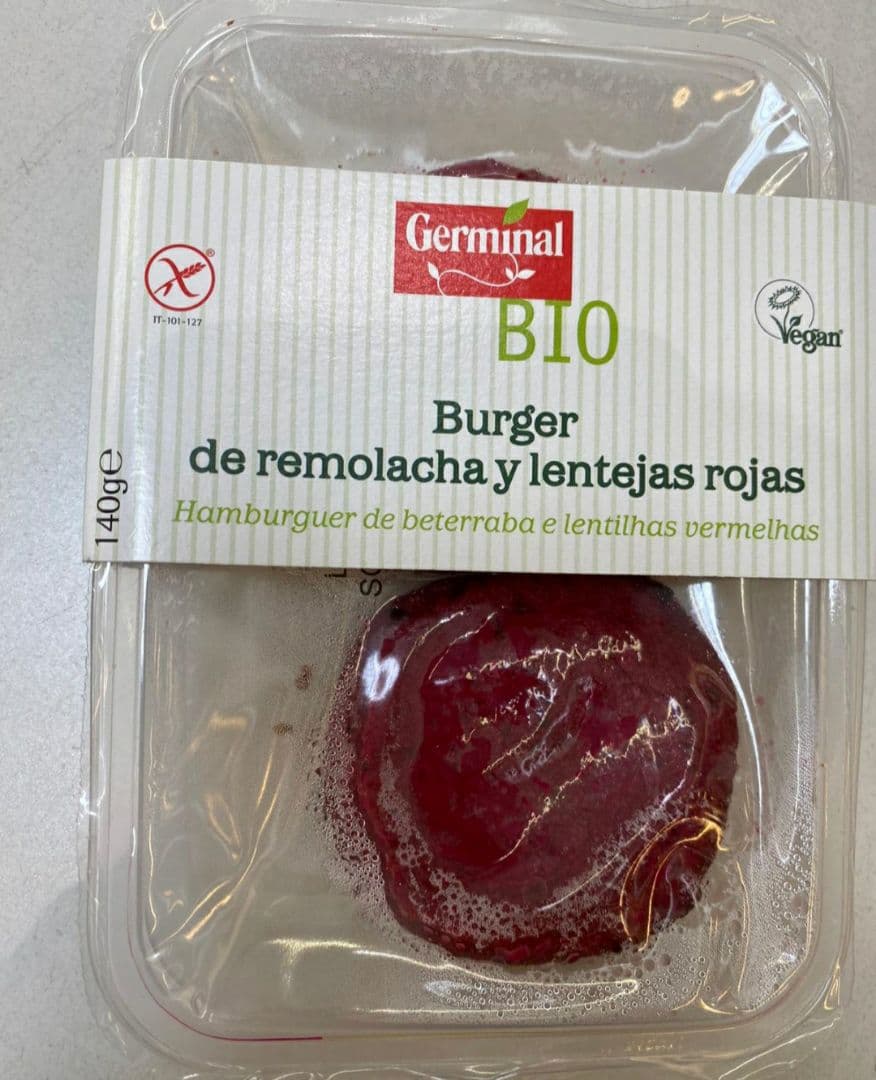 Germinal
BIO
®
IT-101-127
Vegan
Burger
de remolacha y lentejas rojas
Hamburguer de beterraba e lentilhas vermelhas
140g℮